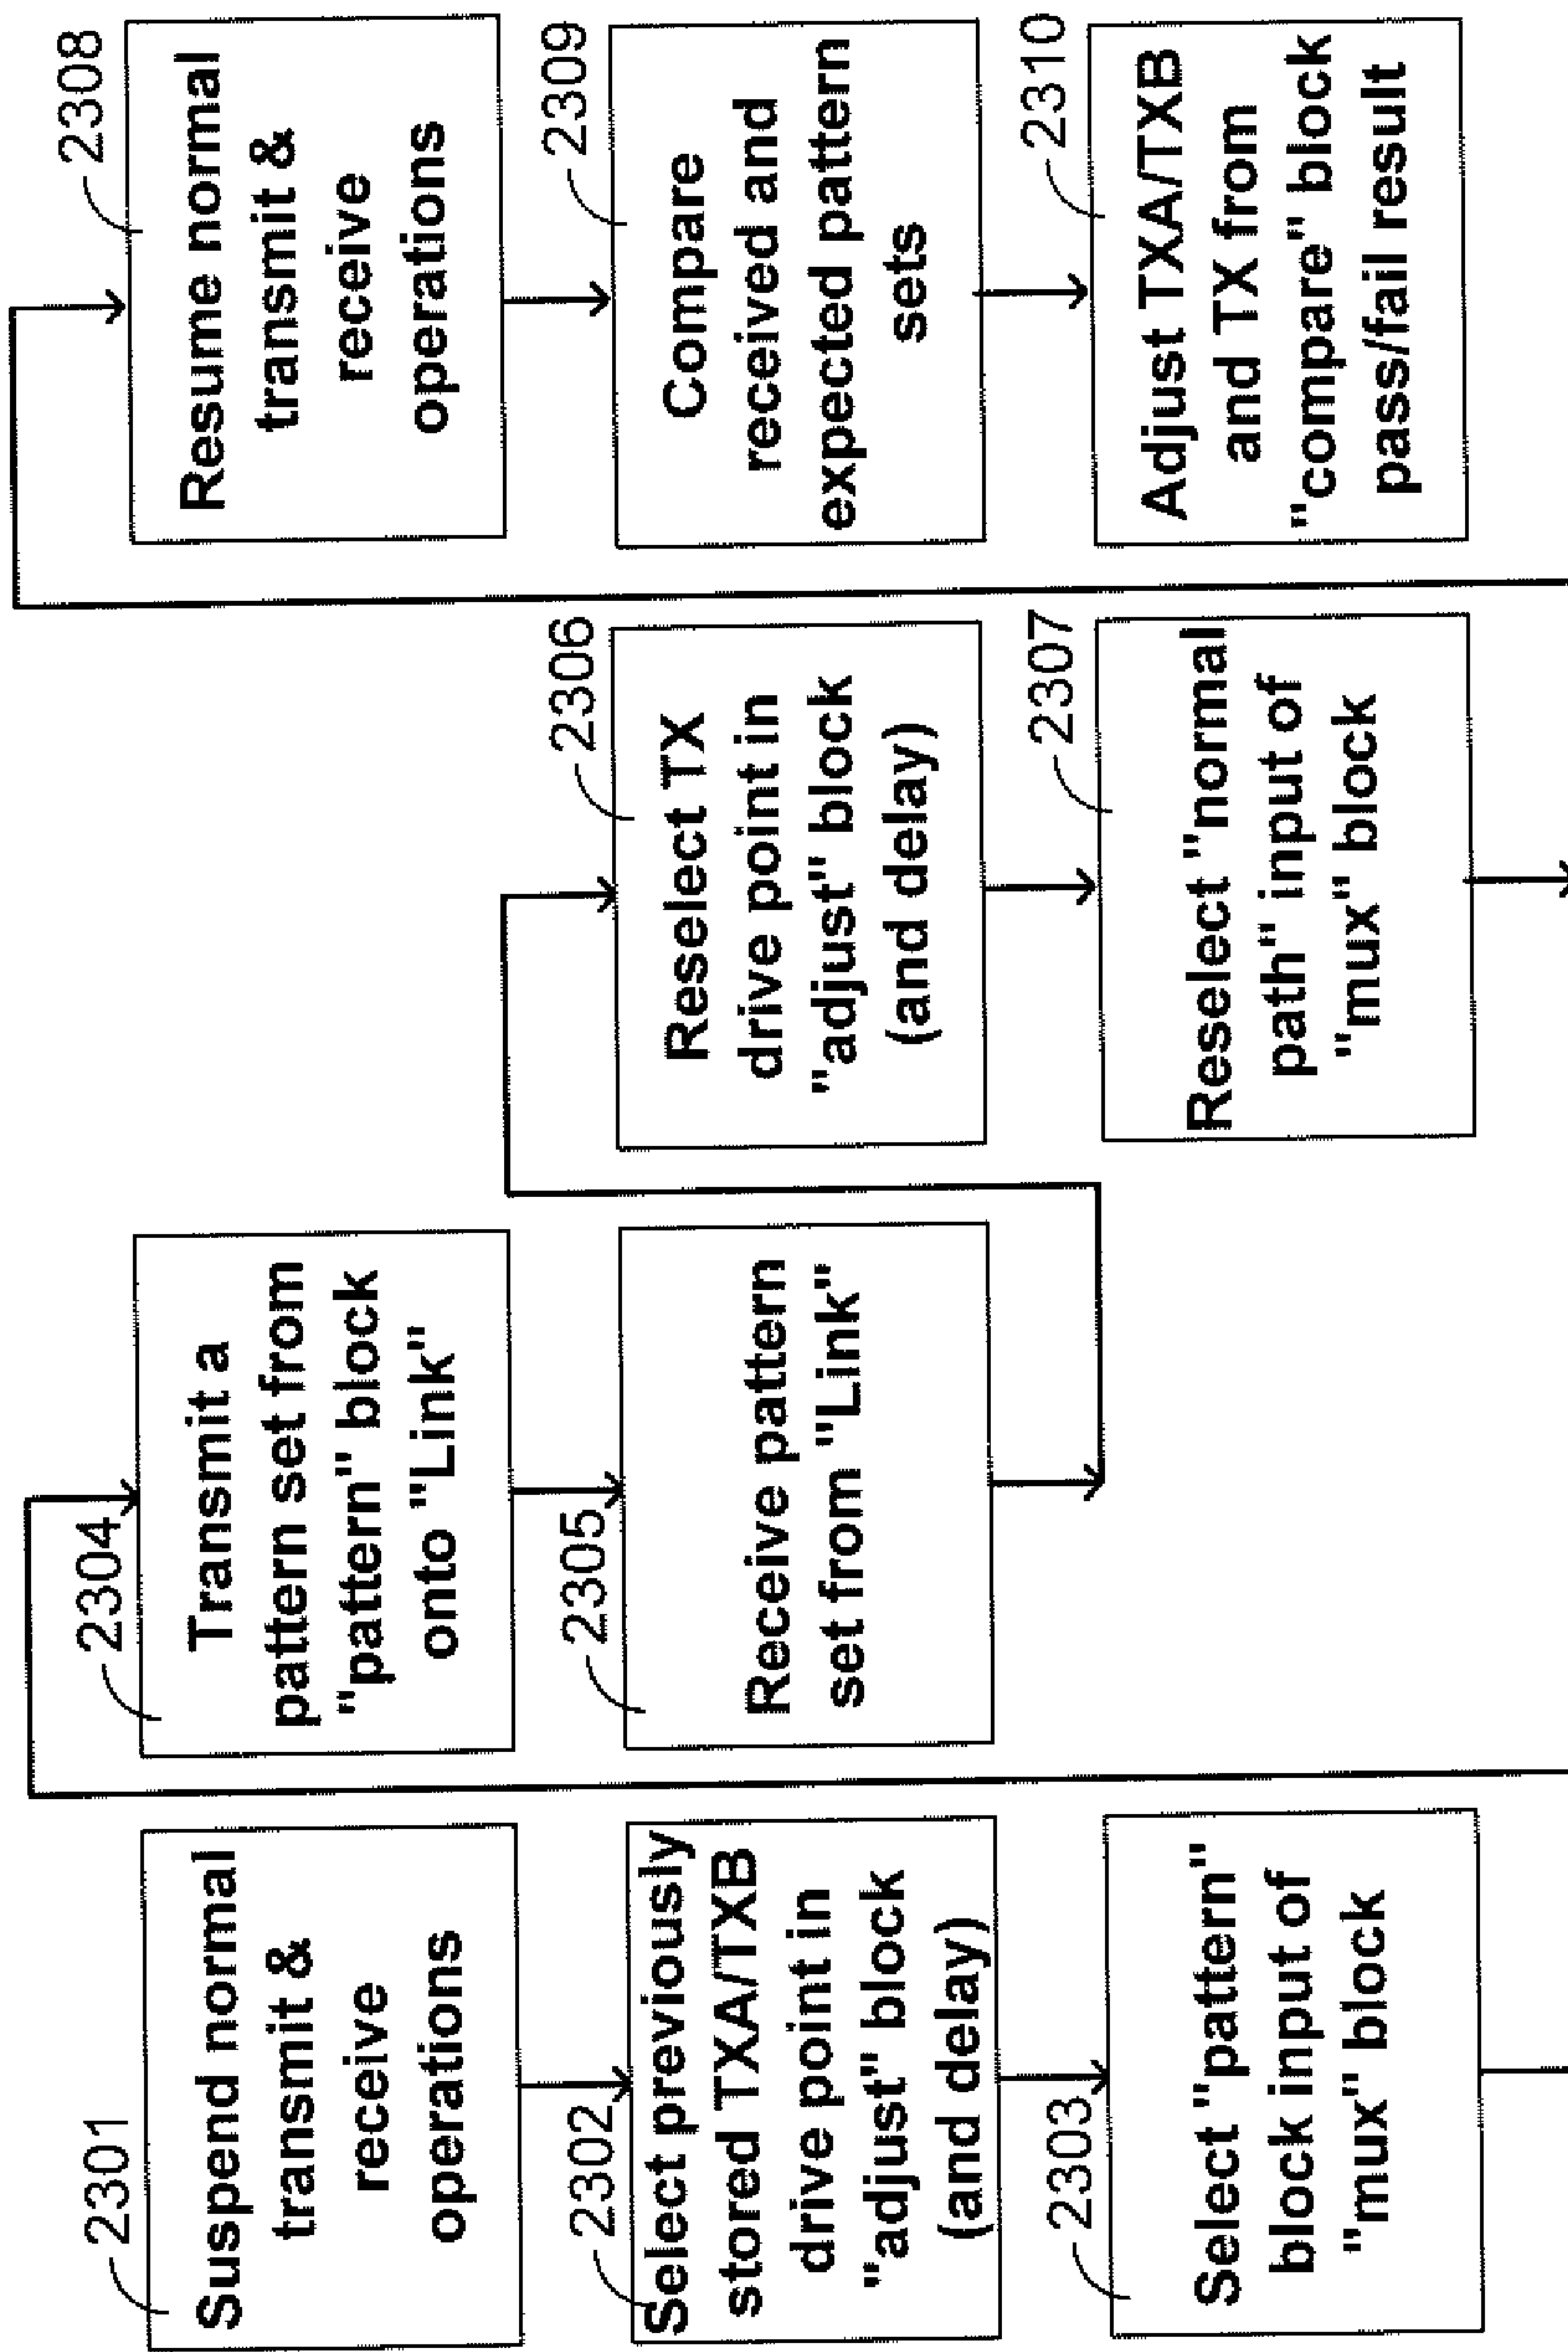 2301
Suspend normal
transmit &
receive
operations
2302
Select previously
stored TXA/TXB
drive point in
"adjust" block
(and delay)
2303
Select "pattern"
block input of
"mux" block
2304
Transmit a
pattern set from
"pattern" block
onto "Link"
2305
Receive pattern
set from "Link"
2306
Reselect TX
drive point in
"adjust" block
(and delay)
2307
Reselect "normal
path" input of
"mux" block
2308
Resume normal
transmit &
receive
operations
2309
Compare
received and
expected pattern
sets
2310
Adjust TXA/TXB
and TX from
"compare" block
pass/fail result